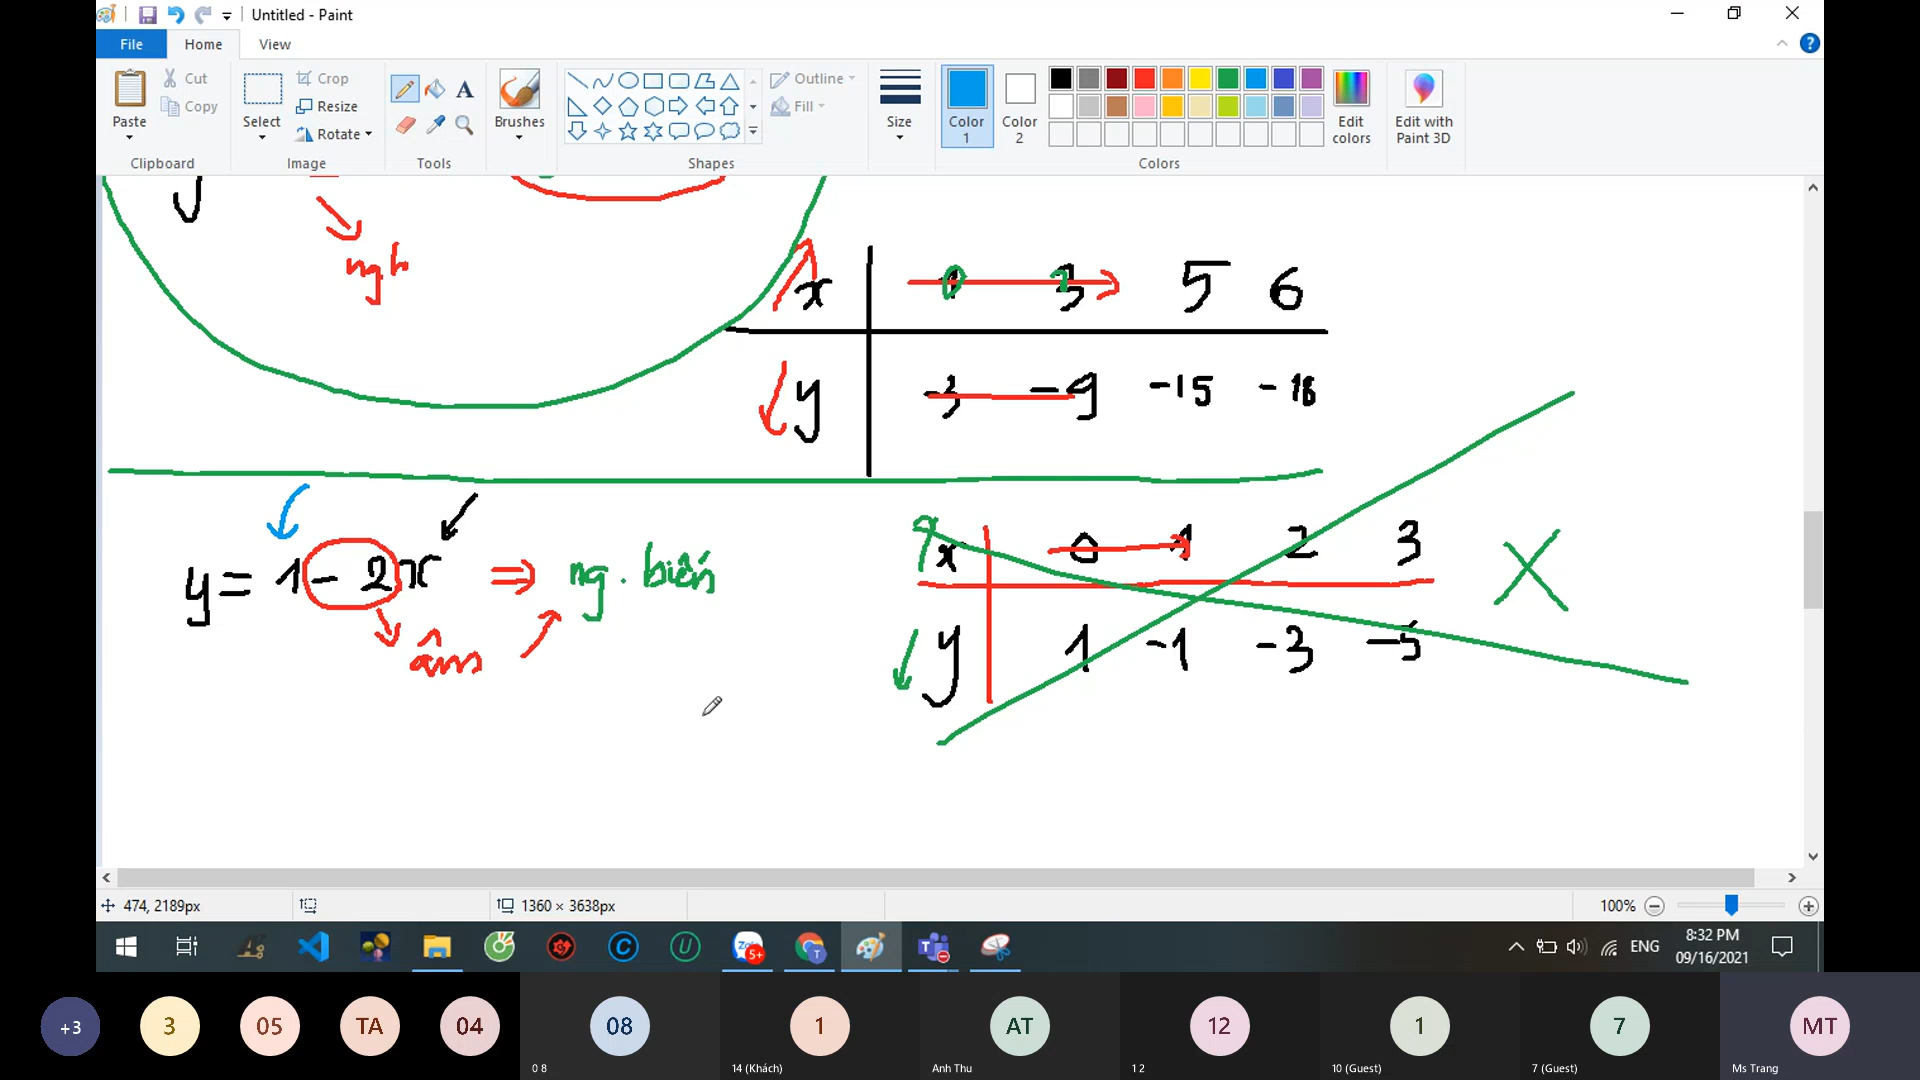 Untitled - Paint
File Home View
Paste Cut Copy
Clipboard
Select Crop Resize Rotate
Image
A
Tools
Brushes
Outline Fill
Shapes
Size
Color 1 Color 2
Edit colors
Edit with Paint 3D
Colors
y
ngh
x 3 5 6
y -3 -9 -15 -18
y = 1 - 2x ⇒ ng. biến
âm
x 0 1 2 3 X
y 1 -1 -3 -5
474, 2189px 1360 × 3638px 100%
5+ T ENG 8:32 PM
09/16/2021
+3 3 05 TA 04 08 1 AT 12 1 7 MT
0 8 14 (Khách) Anh Thu 1 2 10 (Guest) 7 (Guest) Ms Trang